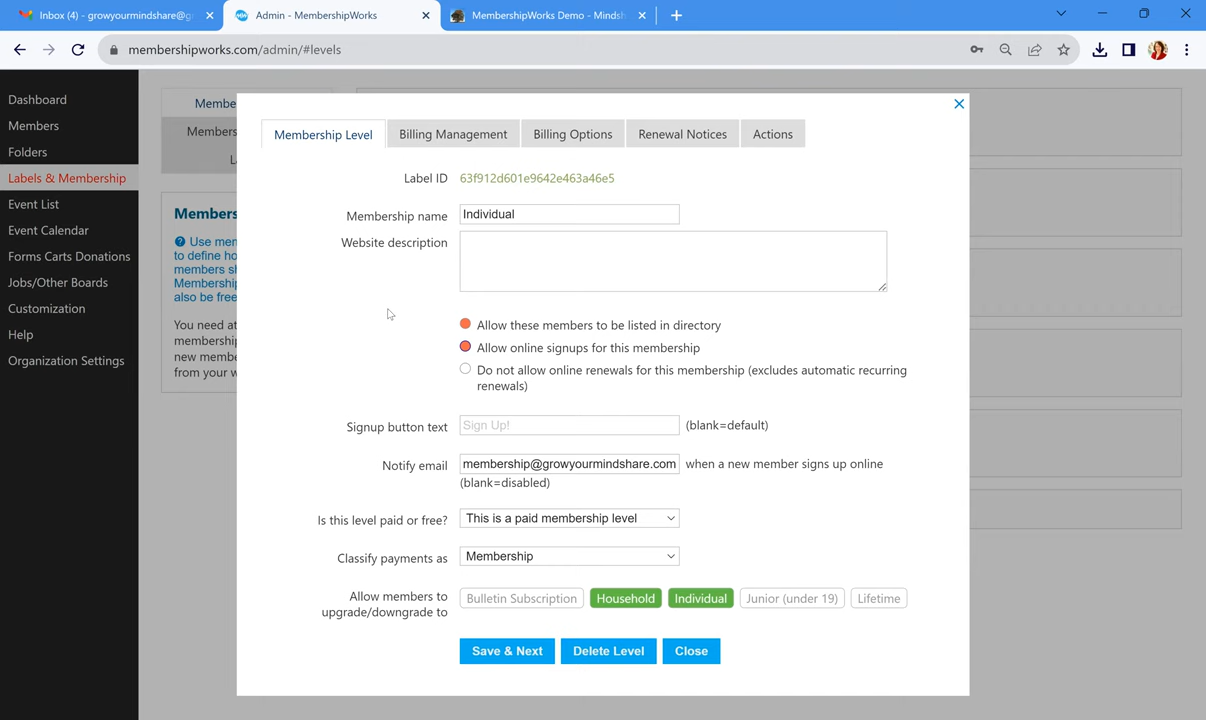 Inbox (4) - growyourmindshare@gr
Admin - MembershipWorks
MembershipWorks Demo - Mindsh
membershipworks.com/admin/#levels
Dashboard
Members
Folders
Labels & Membership
Event List
Event Calendar
Forms Carts Donations
Jobs/Other Boards
Customization
Help
Organization Settings
Membe
Members
La
Members
Use mem
to define ho
members sh
Membership
also be free
You need at
membership
new membe
from your w
Membership Level
Billing Management
Billing Options
Renewal Notices
Actions
Label ID 63f912d601e9642e463a46e5
Membership name Individual
Website description
Allow these members to be listed in directory
Allow online signups for this membership
Do not allow online renewals for this membership (excludes automatic recurring
renewals)
Signup button text Sign Up! (blank=default)
Notify email membership@growyourmindshare.com when a new member signs up online
(blank=disabled)
Is this level paid or free? This is a paid membership level
Classify payments as Membership
Allow members to
upgrade/downgrade to
Bulletin Subscription Household Individual Junior (under 19) Lifetime
Save & Next Delete Level Close